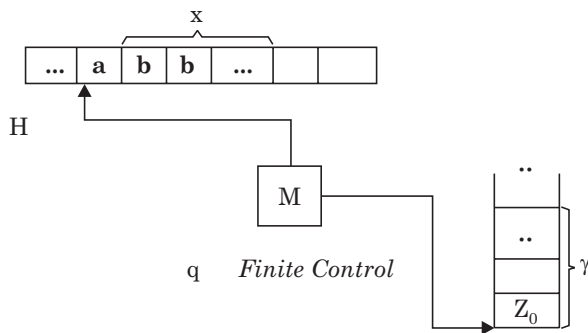 x
... a b b ...
H
M
..
..
γ
q Finite Control
Z₀